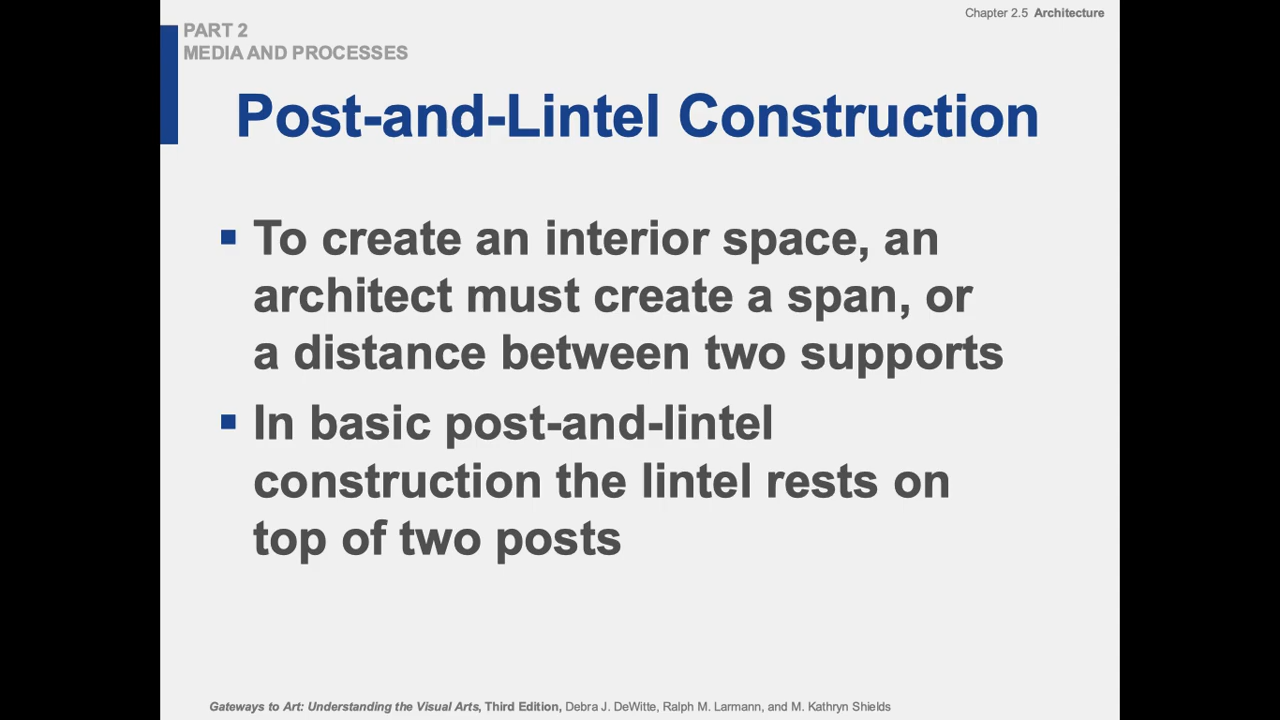 Chapter 2.5 Architecture
PART 2
MEDIA AND PROCESSES
Post-and-Lintel Construction
▪ To create an interior space, an
architect must create a span, or
a distance between two supports
▪ In basic post-and-lintel
construction the lintel rests on
top of two posts
Gateways to Art: Understanding the Visual Arts, Third Edition, Debra J. DeWitte, Ralph M. Larmann, and M. Kathryn Shields